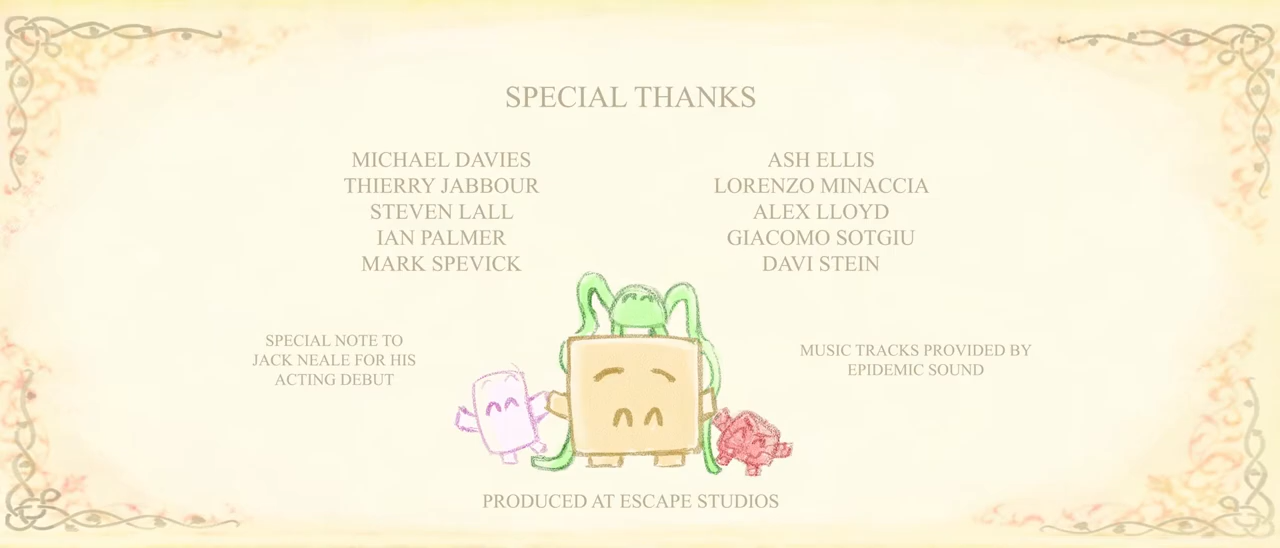 SPECIAL THANKS
MICHAEL DAVIES
THIERRY JABBOUR
STEVEN LALL
IAN PALMER
MARK SPEVICK
ASH ELLIS
LORENZO MINACCIA
ALEX LLOYD
GIACOMO SOTGIU
DAVI STEIN
SPECIAL NOTE TO
JACK NEALE FOR HIS
ACTING DEBUT
MUSIC TRACKS PROVIDED BY
EPIDEMIC SOUND
PRODUCED AT ESCAPE STUDIOS